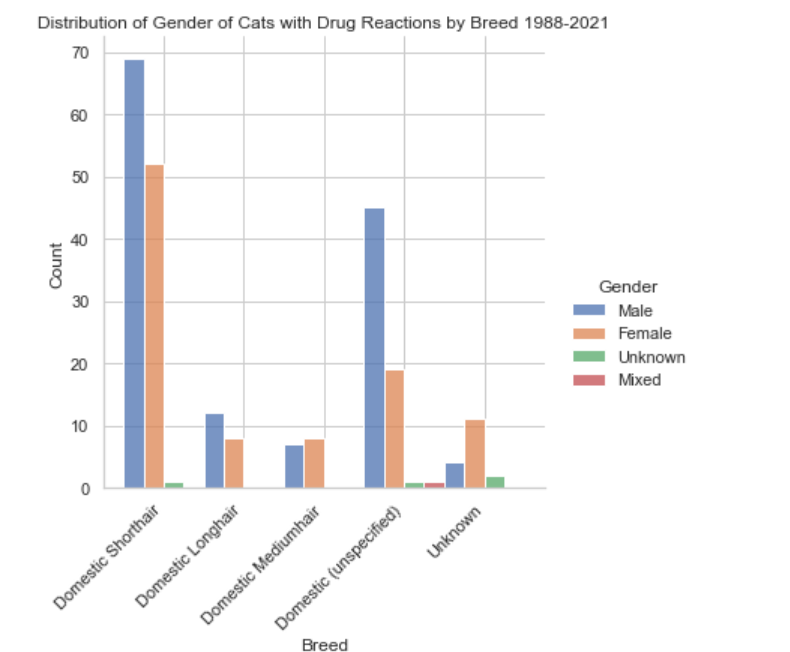 Distribution of Gender of Cats with Drug Reactions by Breed 1988-2021
70
60
50
40
30
20
10
0
Count
Domestic Shorthair
Domestic Longhair
Domestic Mediumhair
Domestic (unspecified)
Unknown
Breed
Gender
Male
Female
Unknown
Mixed